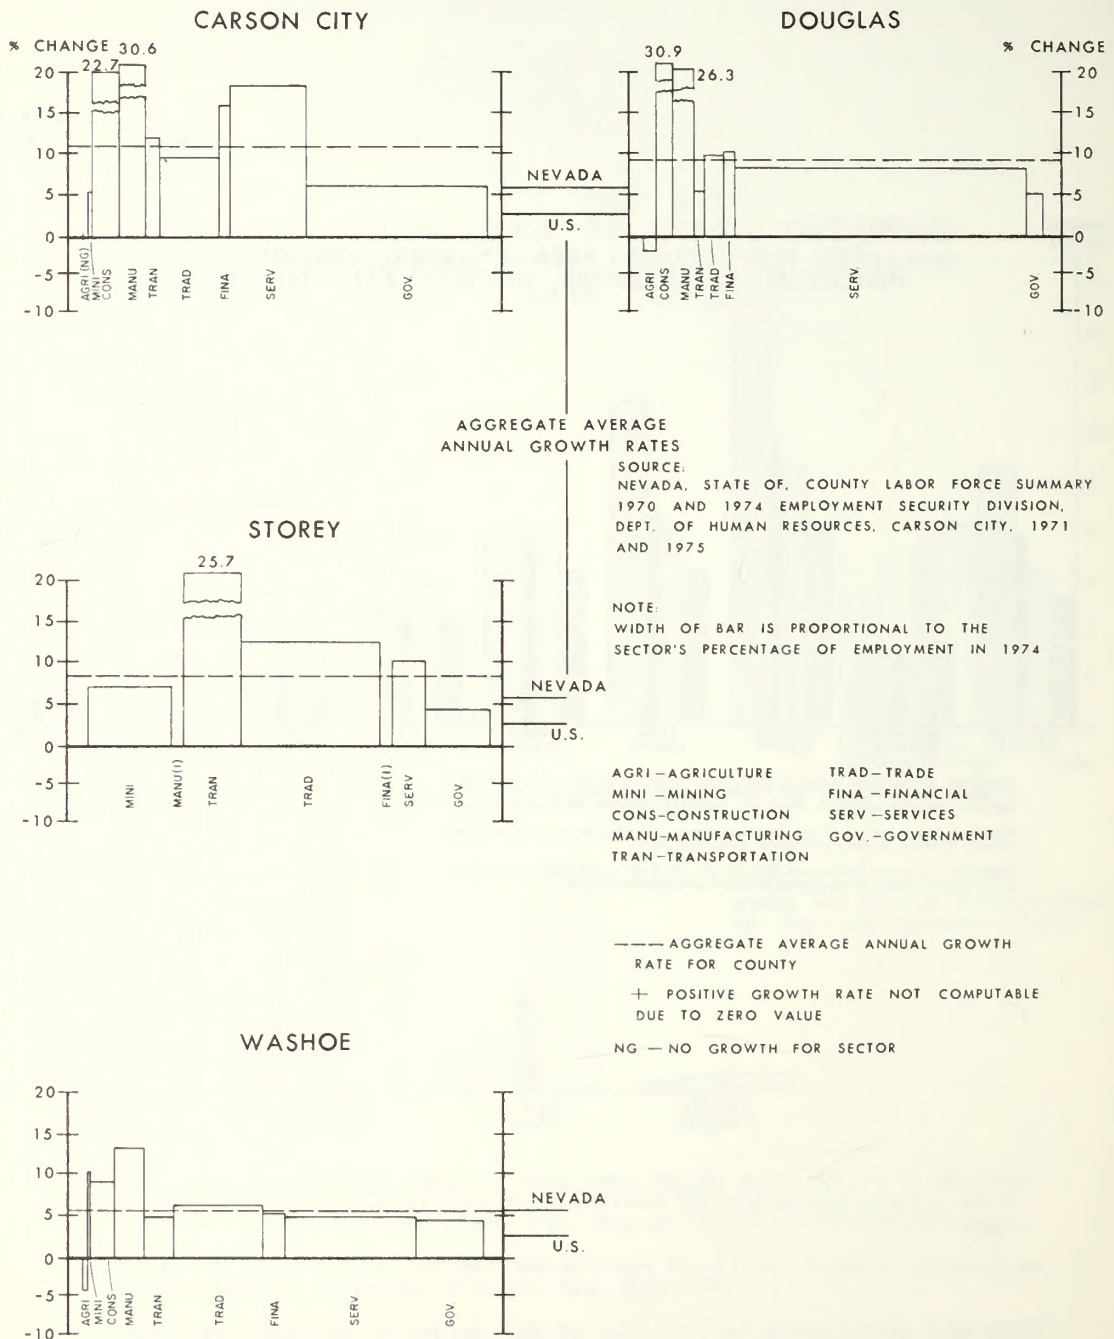 CARSON CITY
% CHANGE
30.6
22.7
20
15
10
5
0
-5
-10
AGRI (NG)
MINI
CONS
MANU
TRAN
TRAD
FINA
SERV
GOV.
NEVADA
U.S.
DOUGLAS
% CHANGE
30.9
26.3
20
15
10
5
0
-5
-10
AGRI
CONS
MANU
TRAN
TRAD
FINA
SERV.
GOV.
AGGREGATE AVERAGE
ANNUAL GROWTH RATES
SOURCE:
NEVADA, STATE OF, COUNTY LABOR FORCE SUMMARY
1970 AND 1974 EMPLOYMENT SECURITY DIVISION,
DEPT. OF HUMAN RESOURCES, CARSON CITY, 1971
AND 1975
STOREY
25.7
20
15
10
5
0
-5
-10
MINI
MANU(I)
TRAN
TRAD
FINA(I)
SERV
GOV.
NEVADA
U.S.
NOTE:
WIDTH OF BAR IS PROPORTIONAL TO THE
SECTOR'S PERCENTAGE OF EMPLOYMENT IN 1974
AGRI – AGRICULTURE TRAD – TRADE
MINI – MINING FINA – FINANCIAL
CONS – CONSTRUCTION SERV – SERVICES
MANU – MANUFACTURING GOV. – GOVERNMENT
TRAN – TRANSPORTATION
––– AGGREGATE AVERAGE ANNUAL GROWTH
RATE FOR COUNTY
+ POSITIVE GROWTH RATE NOT COMPUTABLE
DUE TO ZERO VALUE
NG – NO GROWTH FOR SECTOR
WASHOE
20
15
10
5
0
-5
-10
AGRI
MINI
CONS
MANU
TRAN
TRAD
FINA
SERV
GOV.
NEVADA
U.S.